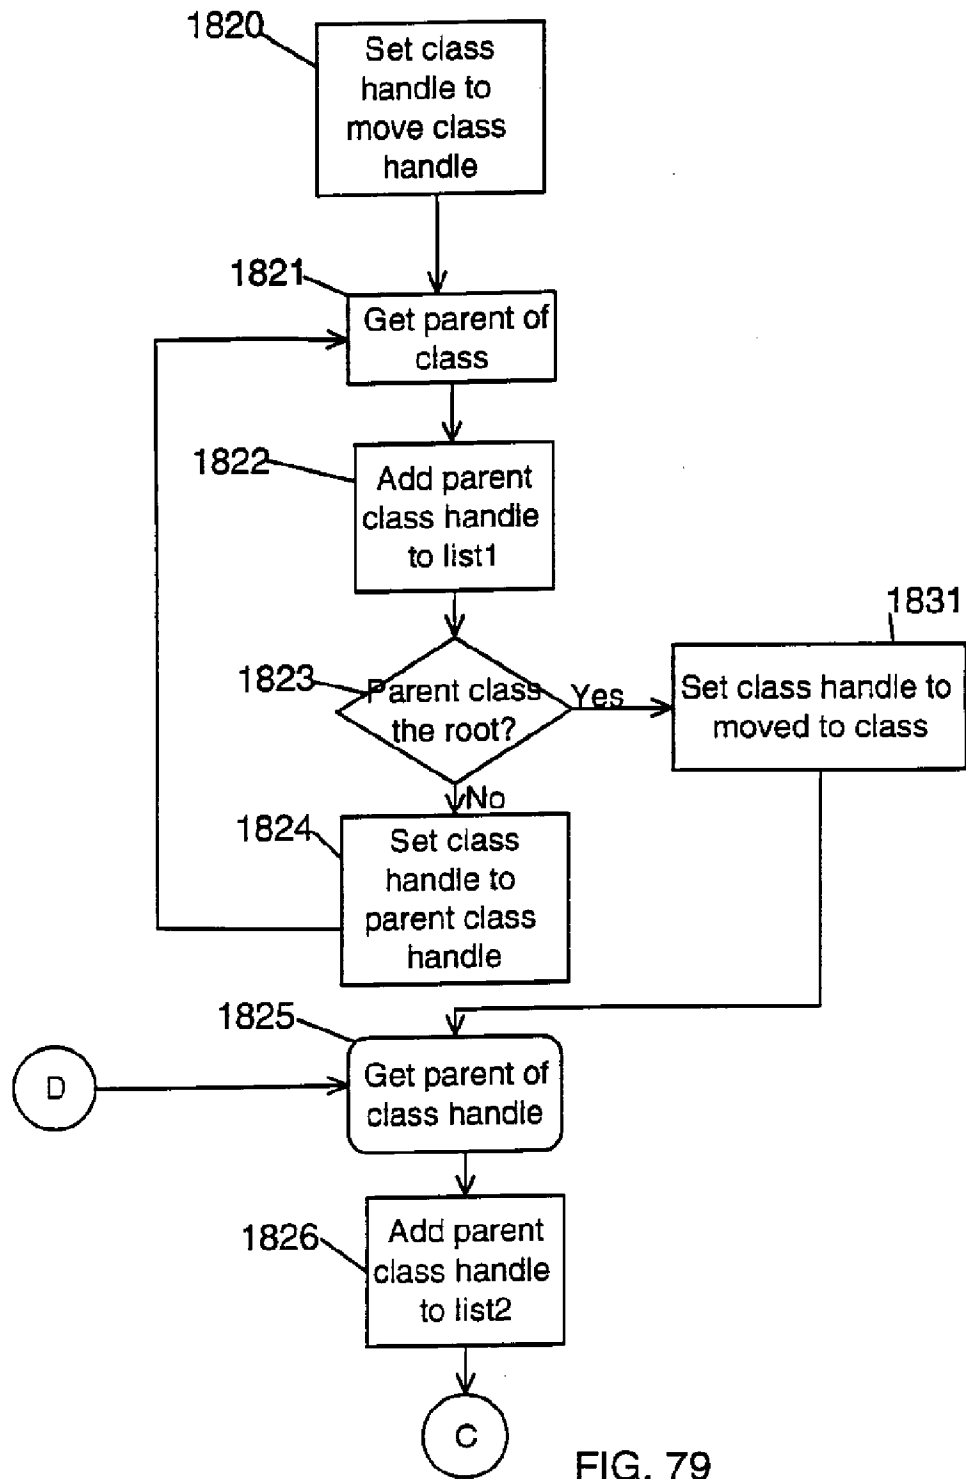 1820
Set class
handle to
move class
handle
1821
Get parent of
class
1822
Add parent
class handle
to list1
1823
Parent class
the root?
Yes
1831
Set class handle to
moved to class
No
1824
Set class
handle to
parent class
handle
1825
D
Get parent of
class handle
1826
Add parent
class handle
to list2
C
FIG. 79